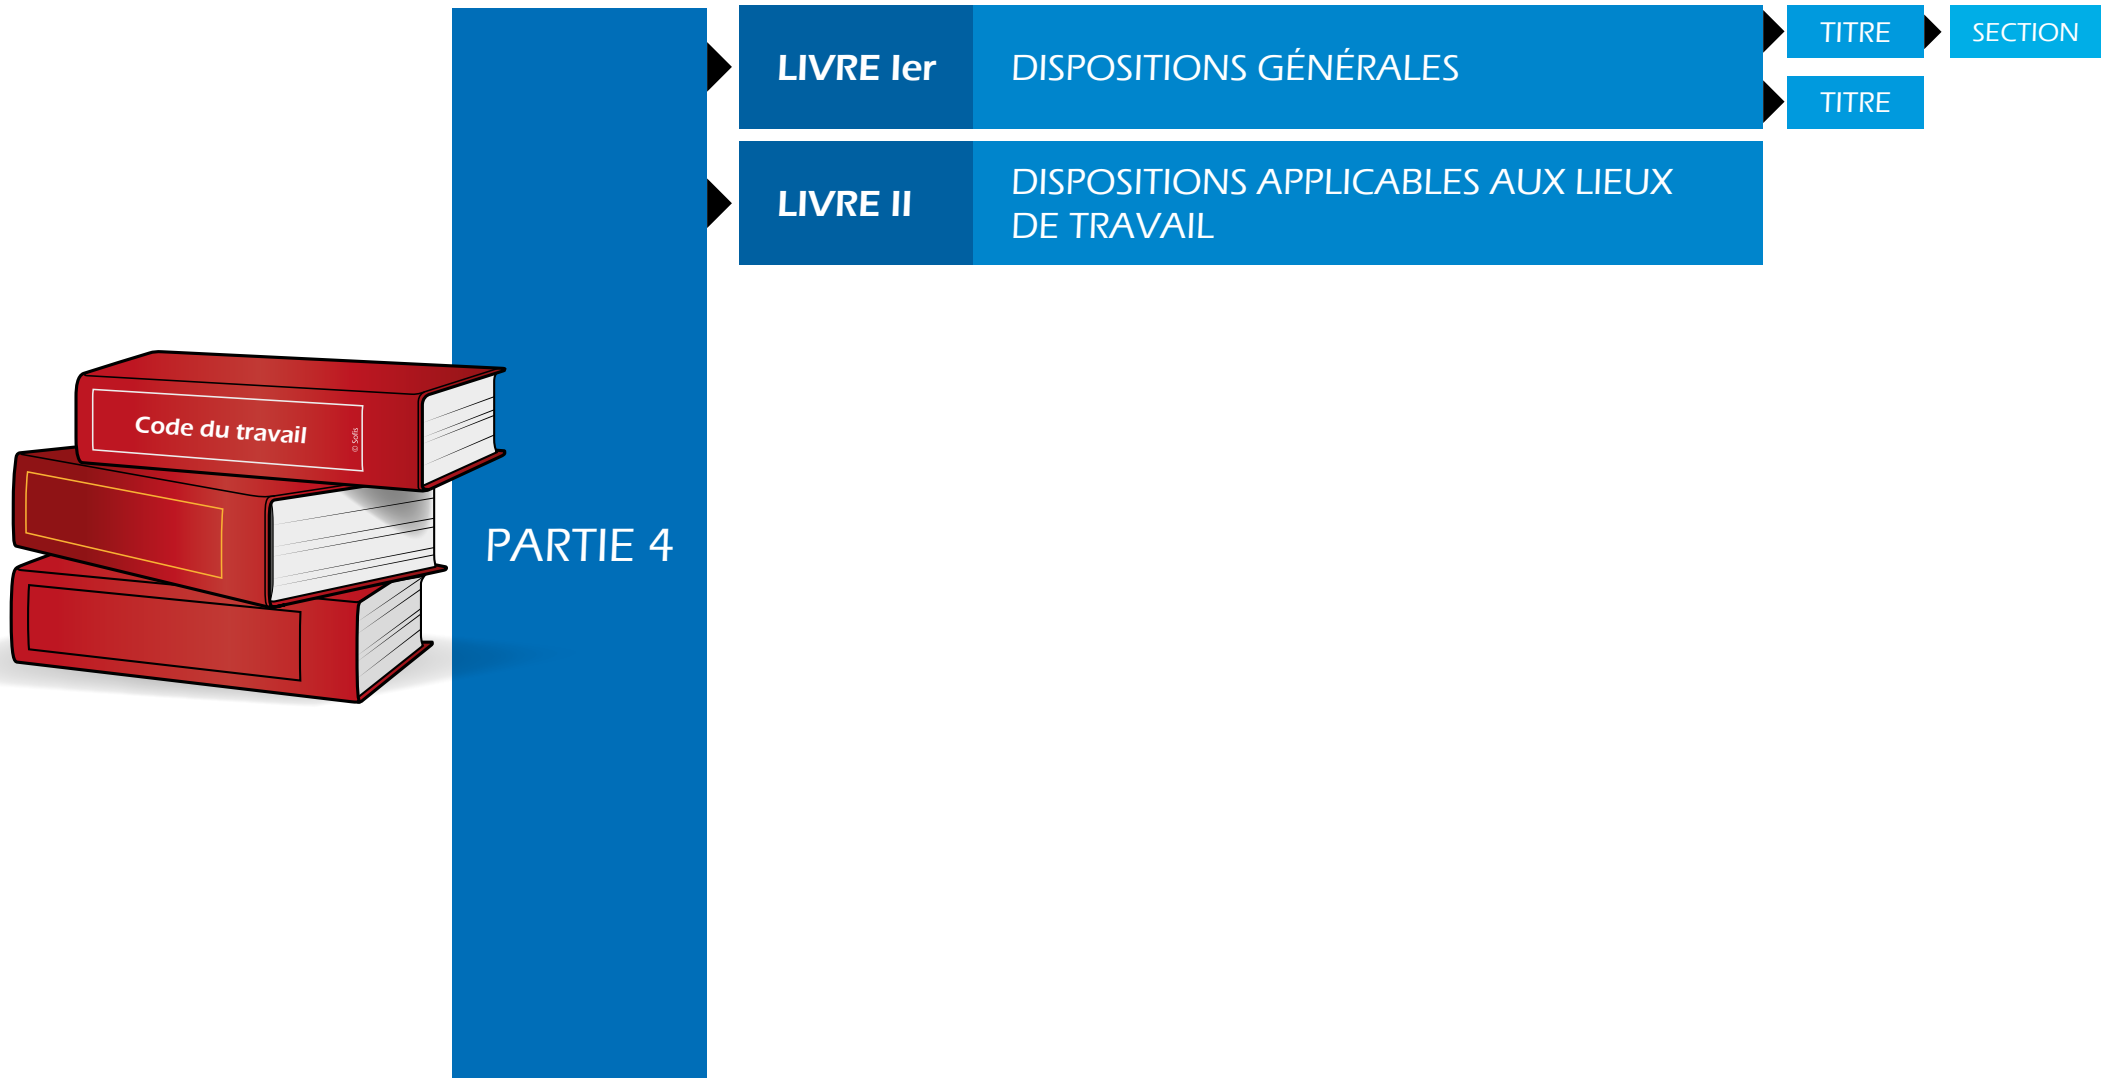 LIVRE Ier
DISPOSITIONS GÉNÉRALES
TITRE
SECTION
TITRE
LIVRE II
DISPOSITIONS APPLICABLES AUX LIEUX
DE TRAVAIL
Code du travail
© Sofis
PARTIE 4